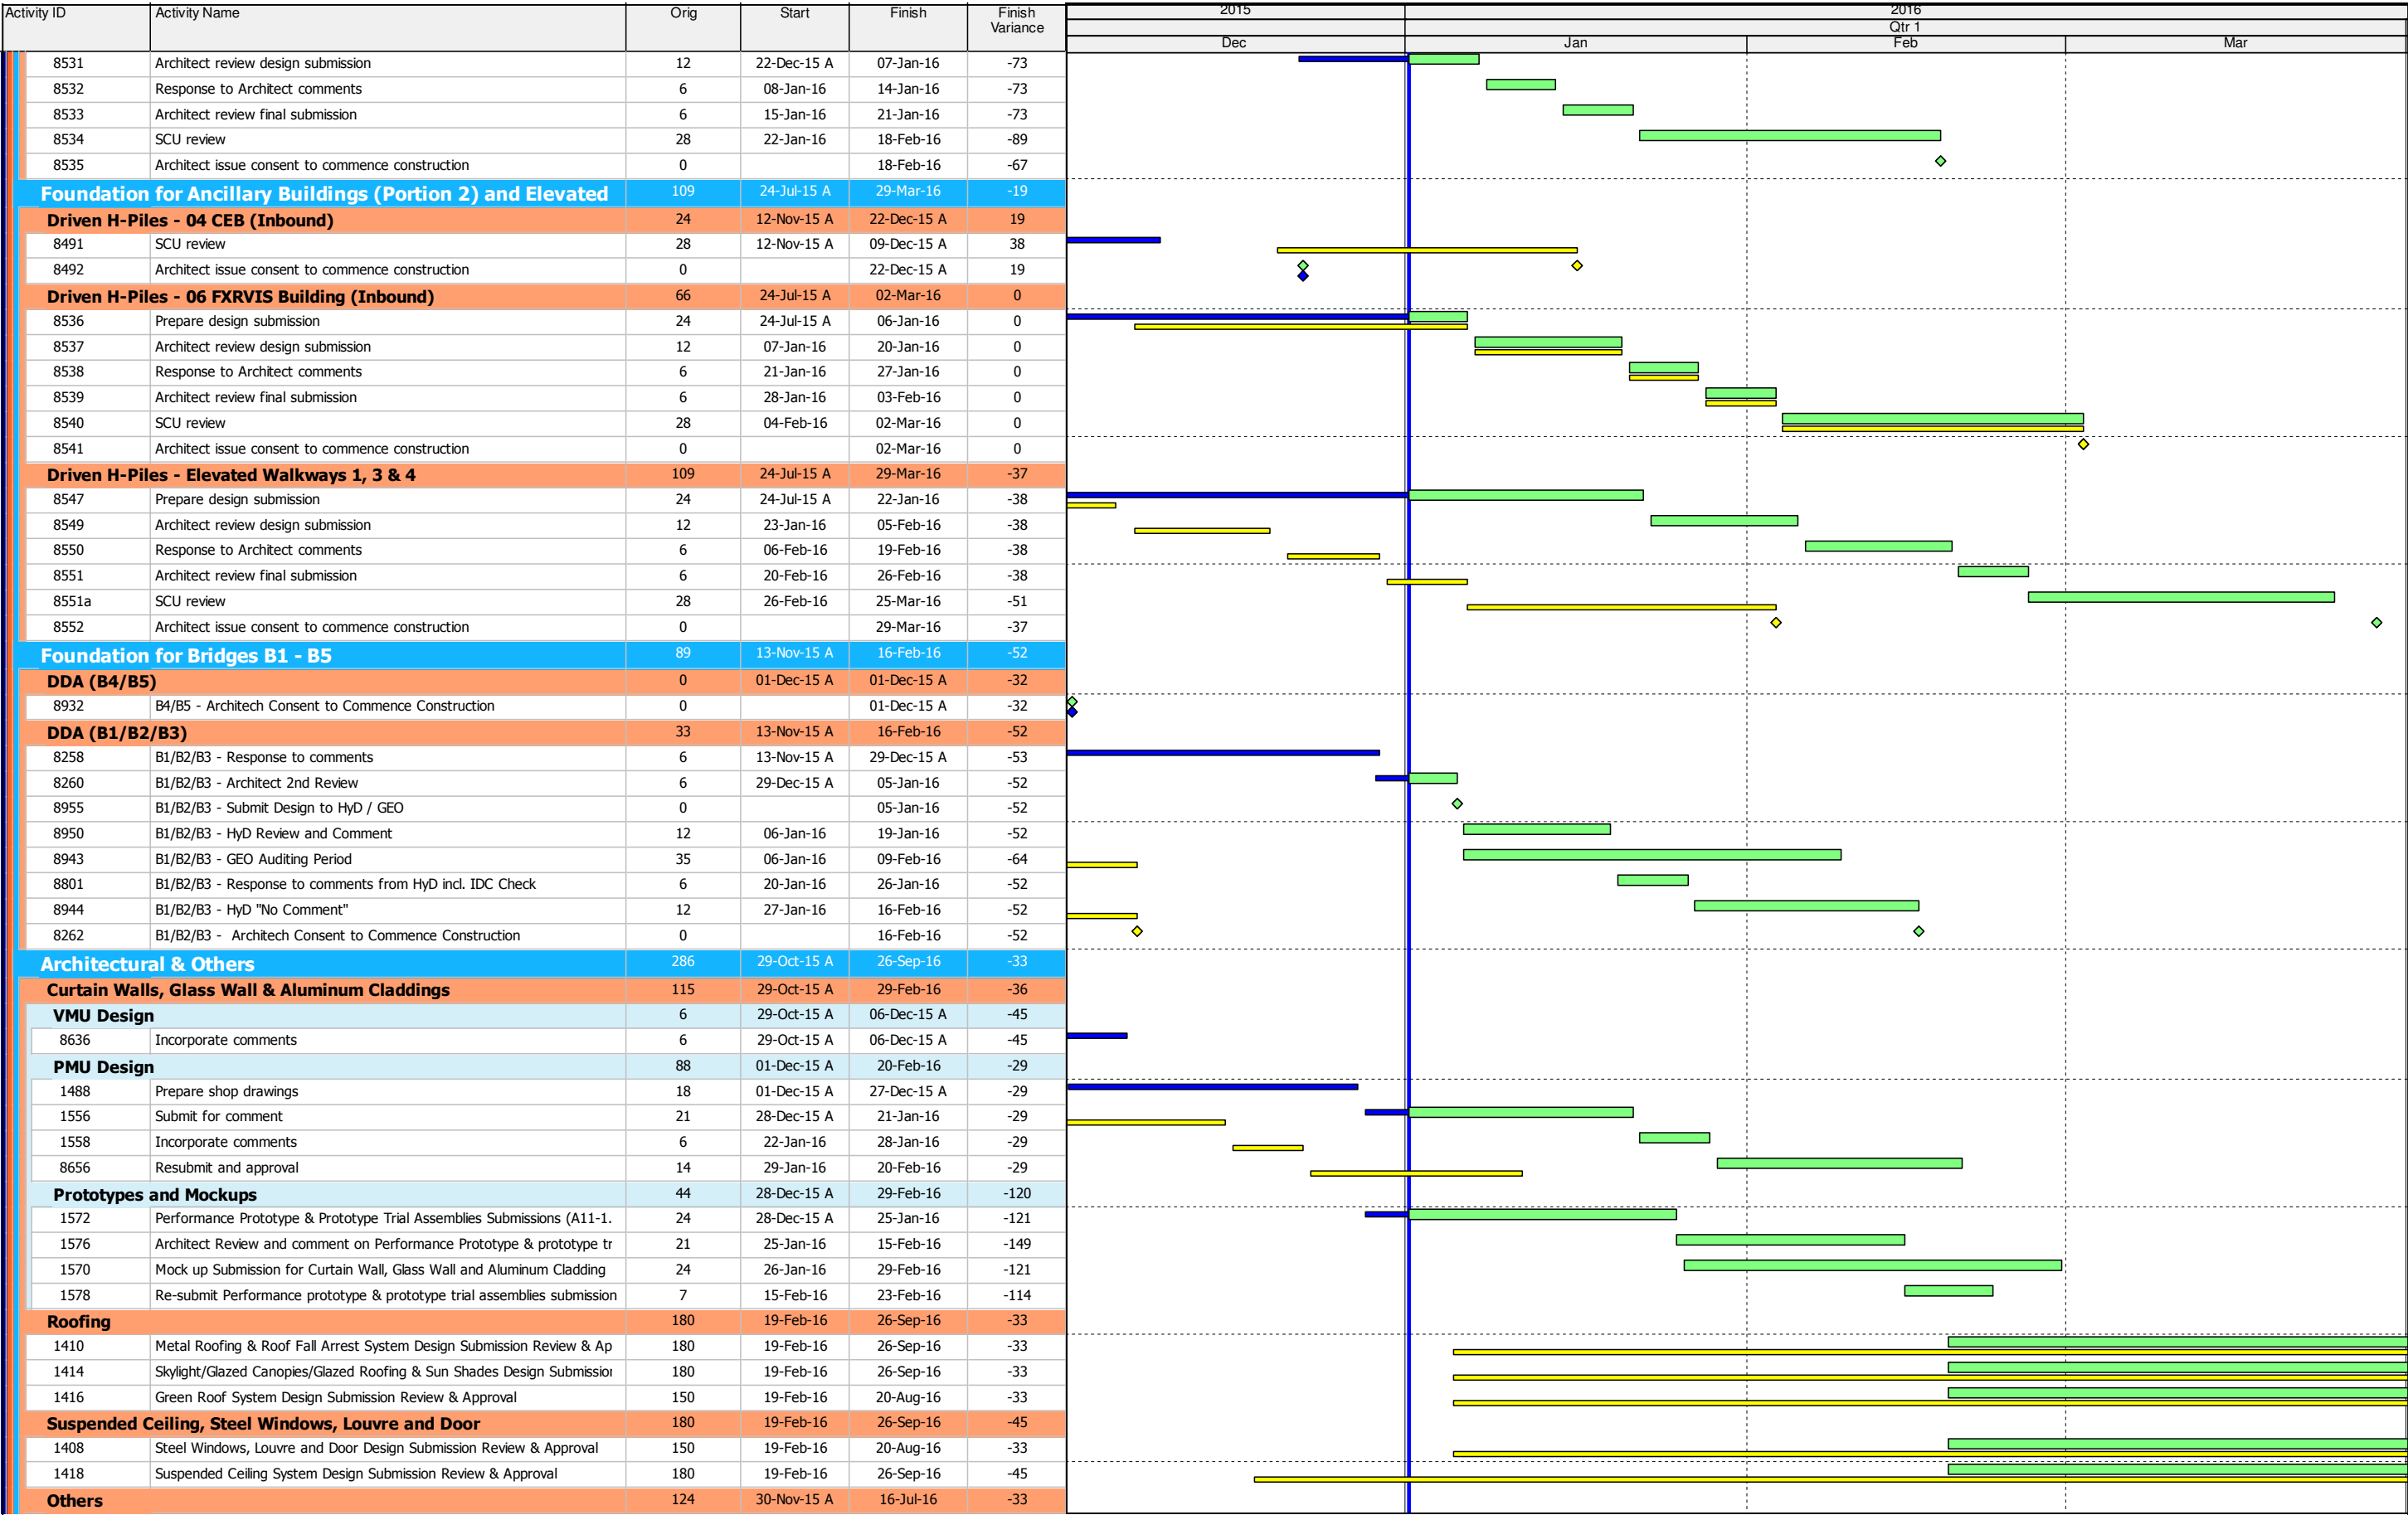 Activity ID Activity Name Orig Start Finish Finish Variance 2015 2016
Qtr 1
Dec Jan Feb Mar
8531 Architect review design submission 12 22-Dec-15 A 07-Jan-16 -73
8532 Response to Architect comments 6 08-Jan-16 14-Jan-16 -73
8533 Architect review final submission 6 15-Jan-16 21-Jan-16 -73
8534 SCU review 28 22-Jan-16 18-Feb-16 -89
8535 Architect issue consent to commence construction 0 18-Feb-16 -67
Foundation for Ancillary Buildings (Portion 2) and Elevated 109 24-Jul-15 A 29-Mar-16 -19
Driven H-Piles - 04 CEB (Inbound) 24 12-Nov-15 A 22-Dec-15 A 19
8491 SCU review 28 12-Nov-15 A 09-Dec-15 A 38
8492 Architect issue consent to commence construction 0 22-Dec-15 A 19
Driven H-Piles - 06 FXRVIS Building (Inbound) 66 24-Jul-15 A 02-Mar-16 0
8536 Prepare design submission 24 24-Jul-15 A 06-Jan-16 0
8537 Architect review design submission 12 07-Jan-16 20-Jan-16 0
8538 Response to Architect comments 6 21-Jan-16 27-Jan-16 0
8539 Architect review final submission 6 28-Jan-16 03-Feb-16 0
8540 SCU review 28 04-Feb-16 02-Mar-16 0
8541 Architect issue consent to commence construction 0 02-Mar-16 0
Driven H-Piles - Elevated Walkways 1, 3 & 4 109 24-Jul-15 A 29-Mar-16 -37
8547 Prepare design submission 24 24-Jul-15 A 22-Jan-16 -38
8549 Architect review design submission 12 23-Jan-16 05-Feb-16 -38
8550 Response to Architect comments 6 06-Feb-16 19-Feb-16 -38
8551 Architect review final submission 6 20-Feb-16 26-Feb-16 -38
8551a SCU review 28 26-Feb-16 25-Mar-16 -51
8552 Architect issue consent to commence construction 0 29-Mar-16 -37
Foundation for Bridges B1 - B5 89 13-Nov-15 A 16-Feb-16 -52
DDA (B4/B5) 0 01-Dec-15 A 01-Dec-15 A -32
8932 B4/B5 - Architech Consent to Commence Construction 0 01-Dec-15 A -32
DDA (B1/B2/B3) 33 13-Nov-15 A 16-Feb-16 -52
8258 B1/B2/B3 - Response to comments 6 13-Nov-15 A 29-Dec-15 A -53
8260 B1/B2/B3 - Architect 2nd Review 6 29-Dec-15 A 05-Jan-16 -52
8955 B1/B2/B3 - Submit Design to HyD / GEO 0 05-Jan-16 -52
8950 B1/B2/B3 - HyD Review and Comment 12 06-Jan-16 19-Jan-16 -52
8943 B1/B2/B3 - GEO Auditing Period 35 06-Jan-16 09-Feb-16 -64
8801 B1/B2/B3 - Response to comments from HyD incl. IDC Check 6 20-Jan-16 26-Jan-16 -52
8944 B1/B2/B3 - HyD "No Comment" 12 27-Jan-16 16-Feb-16 -52
8262 B1/B2/B3 - Architech Consent to Commence Construction 0 16-Feb-16 -52
Architectural & Others 286 29-Oct-15 A 26-Sep-16 -33
Curtain Walls, Glass Wall & Aluminum Claddings 115 29-Oct-15 A 29-Feb-16 -36
VMU Design 6 29-Oct-15 A 06-Dec-15 A -45
8636 Incorporate comments 6 29-Oct-15 A 06-Dec-15 A -45
PMU Design 88 01-Dec-15 A 20-Feb-16 -29
1488 Prepare shop drawings 18 01-Dec-15 A 27-Dec-15 A -29
1556 Submit for comment 21 28-Dec-15 A 21-Jan-16 -29
1558 Incorporate comments 6 22-Jan-16 28-Jan-16 -29
8656 Resubmit and approval 14 29-Jan-16 20-Feb-16 -29
Prototypes and Mockups 44 28-Dec-15 A 29-Feb-16 -120
1572 Performance Prototype & Prototype Trial Assemblies Submissions (A11-1. 24 28-Dec-15 A 25-Jan-16 -121
1576 Architect Review and comment on Performance Prototype & prototype tr 21 25-Jan-16 15-Feb-16 -149
1570 Mock up Submission for Curtain Wall, Glass Wall and Aluminum Cladding 24 26-Jan-16 29-Feb-16 -121
1578 Re-submit Performance prototype & prototype trial assemblies submission 7 15-Feb-16 23-Feb-16 -114
Roofing 180 19-Feb-16 26-Sep-16 -33
1410 Metal Roofing & Roof Fall Arrest System Design Submission Review & Ap 180 19-Feb-16 26-Sep-16 -33
1414 Skylight/Glazed Canopies/Glazed Roofing & Sun Shades Design Submission 180 19-Feb-16 26-Sep-16 -33
1416 Green Roof System Design Submission Review & Approval 150 19-Feb-16 20-Aug-16 -33
Suspended Ceiling, Steel Windows, Louvre and Door 180 19-Feb-16 26-Sep-16 -45
1408 Steel Windows, Louvre and Door Design Submission Review & Approval 150 19-Feb-16 20-Aug-16 -33
1418 Suspended Ceiling System Design Submission Review & Approval 180 19-Feb-16 26-Sep-16 -45
Others 124 30-Nov-15 A 16-Jul-16 -33